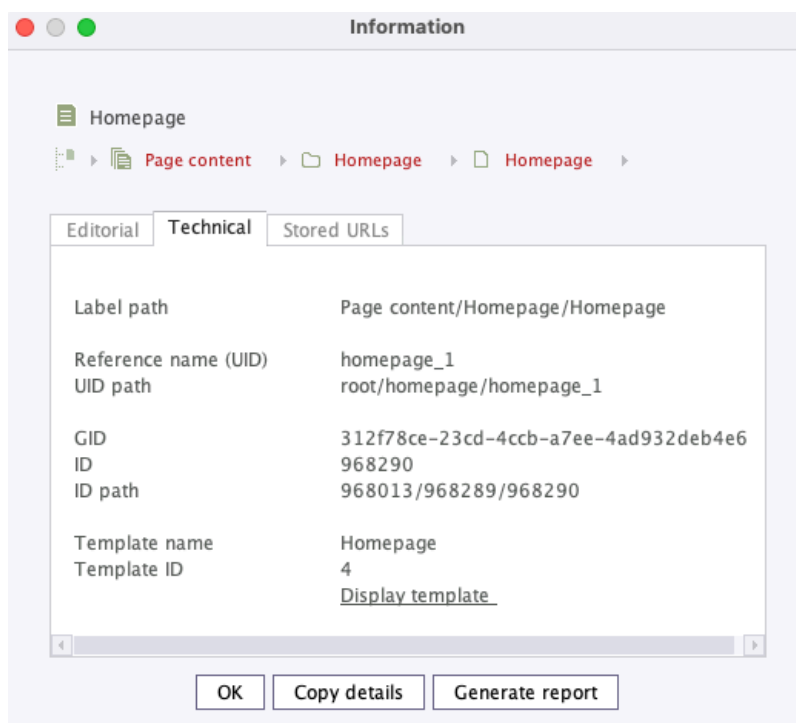 Information
Homepage
Page content Homepage Homepage
Editorial Technical Stored URLs
Label path Page content/Homepage/Homepage
Reference name (UID) homepage_1
UID path root/homepage/homepage_1
GID 312f78ce-23cd-4ccb-a7ee-4ad932deb4e6
ID 968290
ID path 968013/968289/968290
Template name Homepage
Template ID 4
Display template
OK Copy details Generate report